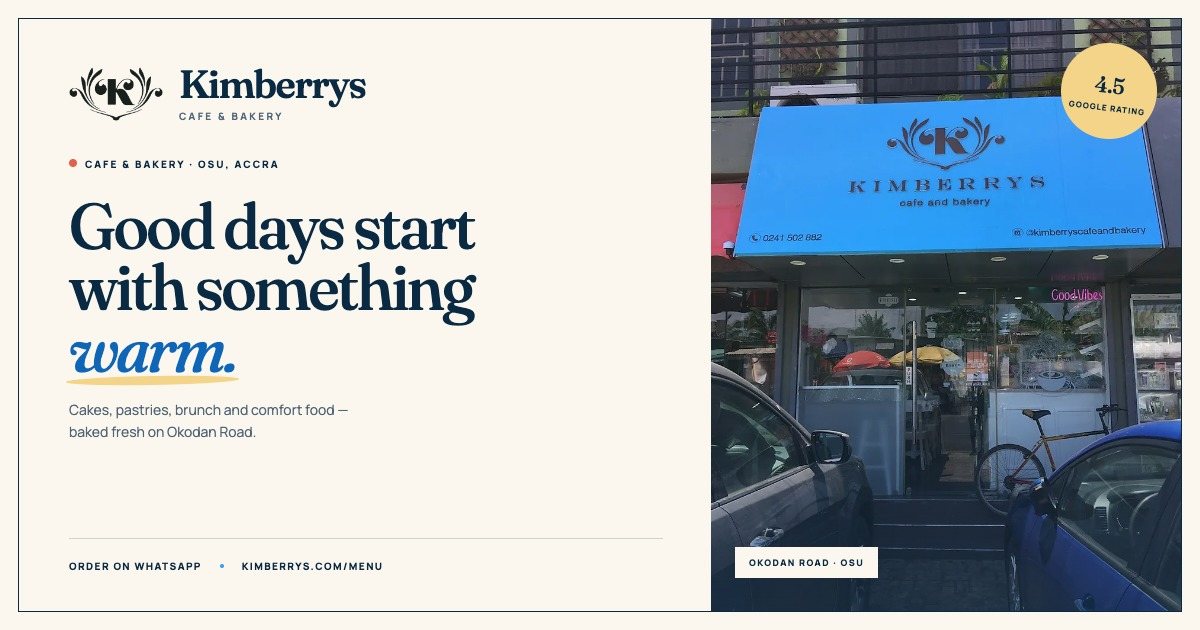 K
Kimberrys
CAFE & BAKERY
CAFE & BAKERY · OSU, ACCRA
Good days start
with something
warm.
Cakes, pastries, brunch and comfort food —
baked fresh on Okodan Road.
ORDER ON WHATSAPP • KIMBERRYS.COM/MENU
4.5
GOOGLE RATING
K
KIMBERRYS
cafe and bakery
0241 502 882
@kimberryscafeandbakery
Good Vibes
OKODAN ROAD · OSU